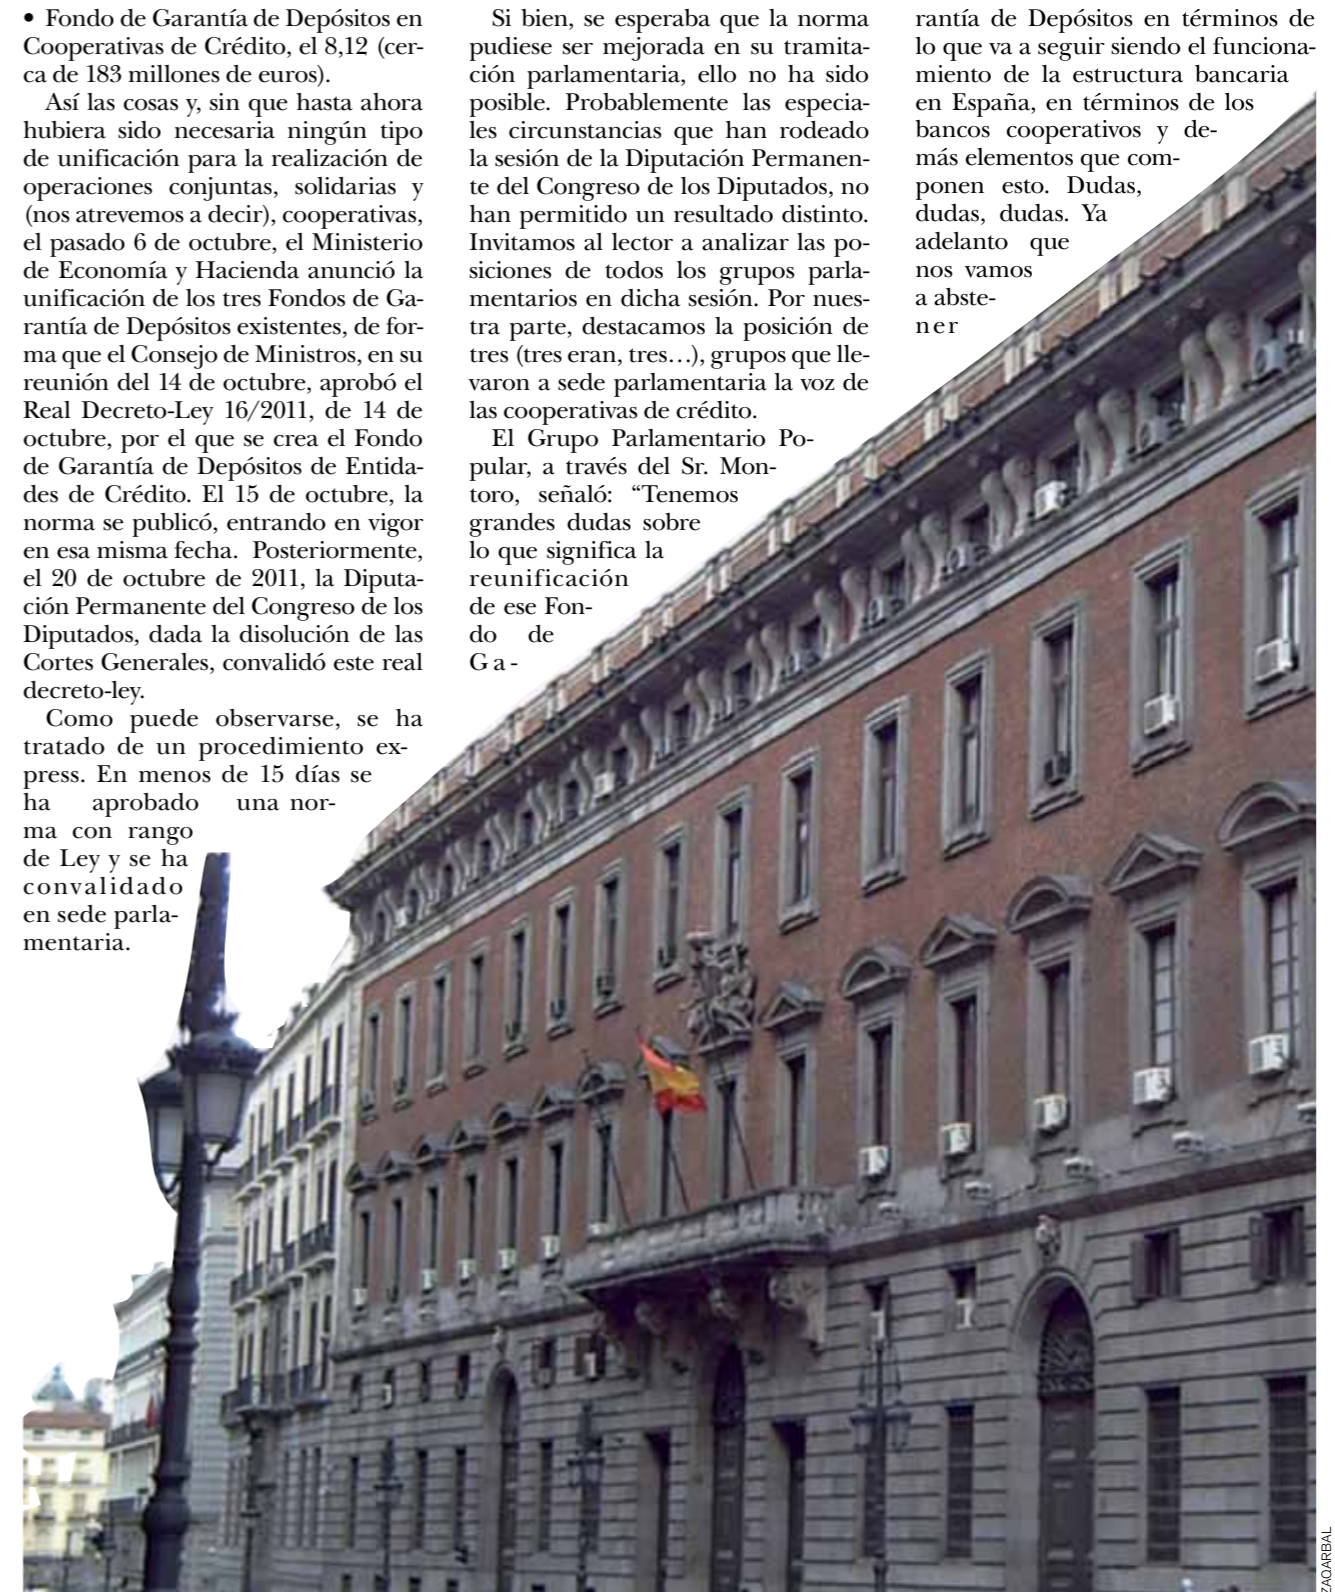 • Fondo de Garantía de Depósitos en
Cooperativas de Crédito, el 8,12 (cer-
ca de 183 millones de euros).
Así las cosas y, sin que hasta ahora
hubiera sido necesaria ningún tipo
de unificación para la realización de
operaciones conjuntas, solidarias y
(nos atrevemos a decir), cooperativas,
el pasado 6 de octubre, el Ministerio
de Economía y Hacienda anunció la
unificación de los tres Fondos de Ga-
rantía de Depósitos existentes, de for-
ma que el Consejo de Ministros, en su
reunión del 14 de octubre, aprobó el
Real Decreto-Ley 16/2011, de 14 de
octubre, por el que se crea el Fondo
de Garantía de Depósitos de Entida-
des de Crédito. El 15 de octubre, la
norma se publicó, entrando en vigor
en esa misma fecha. Posteriormente,
el 20 de octubre de 2011, la Diputa-
ción Permanente del Congreso de los
Diputados, dada la disolución de las
Cortes Generales, convalidó este real
decreto-ley.
Como puede observarse, se ha
tratado de un procedimiento ex-
press. En menos de 15 días se
ha aprobado una nor-
ma con rango
de Ley y se ha
convalidado
en sede parla-
mentaria.
Si bien, se esperaba que la norma
pudiese ser mejorada en su tramita-
ción parlamentaria, ello no ha sido
posible. Probablemente las especia-
les circunstancias que han rodeado
la sesión de la Diputación Permanen-
te del Congreso de los Diputados, no
han permitido un resultado distinto.
Invitamos al lector a analizar las po-
siciones de todos los grupos parla-
mentarios en dicha sesión. Por nues-
tra parte, destacamos la posición de
tres (tres eran, tres…), grupos que lle-
varon a sede parlamentaria la voz de
las cooperativas de crédito.
El Grupo Parlamentario Po-
pular, a través del Sr. Mon-
toro, señaló: “Tenemos
grandes dudas sobre
lo que significa la
reunificación
de ese Fon-
do de
Ga-
rantía de Depósitos en términos de
lo que va a seguir siendo el funciona-
miento de la estructura bancaria
en España, en términos de los
bancos cooperativos y de-
más elementos que com-
ponen esto. Dudas,
dudas, dudas. Ya
adelanto que
nos vamos
a abste-
ner
ZAQARBAL